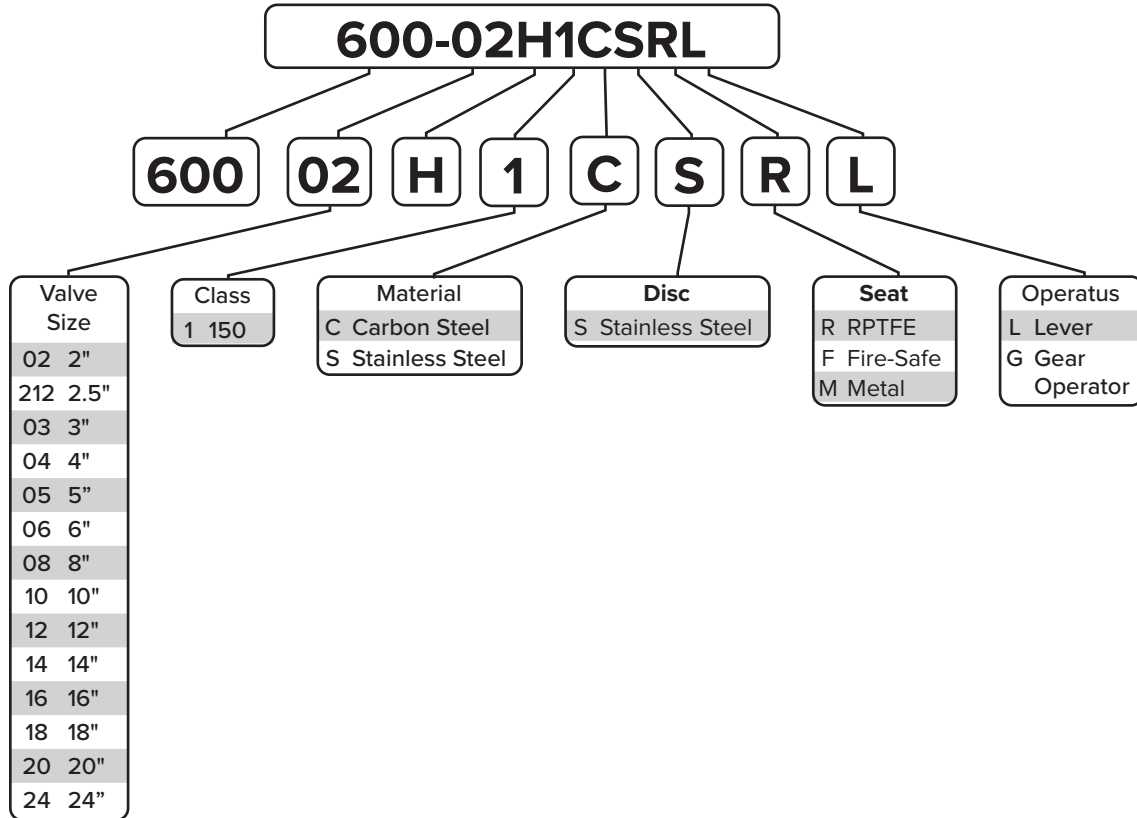 600-02H1CSRL
600 02 H 1 C S R L
Valve
Size
02 2"
212 2.5"
03 3"
04 4"
05 5”
06 6"
08 8"
10 10"
12 12"
14 14"
16 16"
18 18"
20 20"
24 24”
Class
1 150
Material
C Carbon Steel
S Stainless Steel
Disc
S Stainless Steel
Seat
R RPTFE
F Fire-Safe
M Metal
Operatus
L Lever
G Gear
Operator